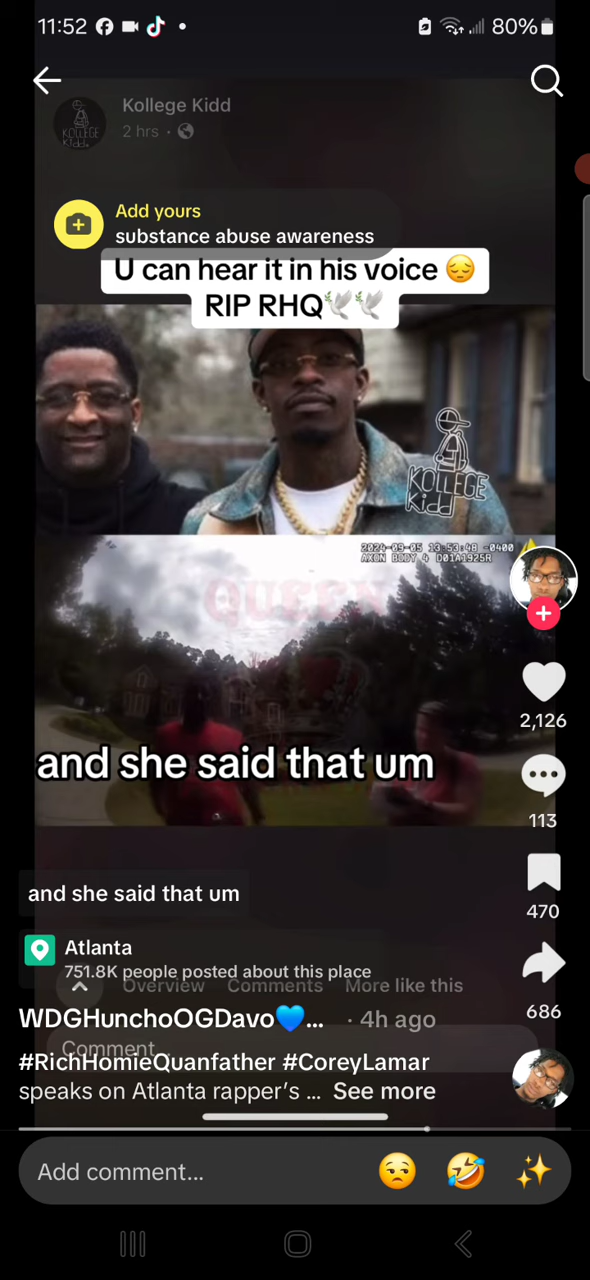 11:52
80%
Kollege Kidd
2 hrs ·
KOLLEGE
Kidd
Add yours
substance abuse awareness
U can hear it in his voice 😔
RIP RHQ🕊️🕊️
KOLLEGE
Kidd
2024-09-05 13:53:48 -0400
AXON BODY 4 D01A1925R
QUEEN
and she said that um
2,126
113
and she said that um
470
Atlanta
751.8K people posted about this place
Overview Comments More like this
686
WDGHunchoOGDavo💙... · 4h ago
Comment...
#RichHomieQuanfather #CoreyLamar
speaks on Atlanta rapper's ... See more
Add comment... 😒 🤣 ✨